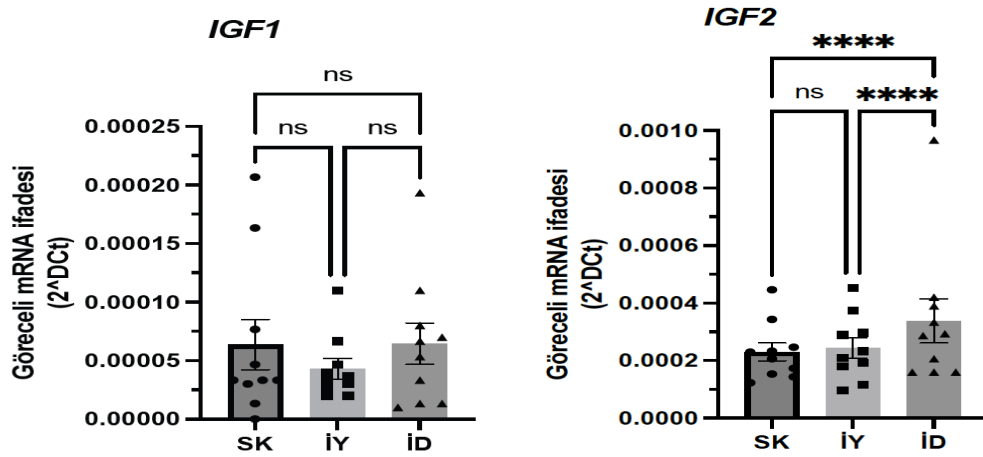 IGF1
ns
ns ns
Göreceli mRNA ifadesi
(2^DCt)
0.00025
0.00020
0.00015
0.00010
0.00005
0.00000
SK İY İD
IGF2
****
ns ****
Göreceli mRNA ifadesi
(2^DCt)
0.0010
0.0008
0.0006
0.0004
0.0002
0.0000
SK İY İD